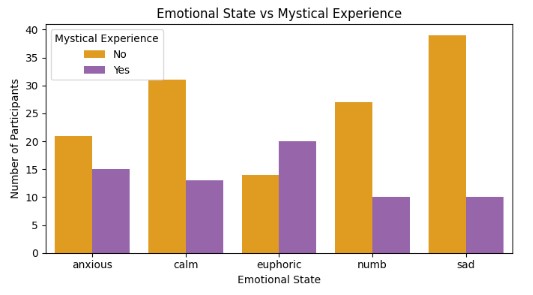 Emotional State vs Mystical Experience
Mystical Experience
No
Yes
Number of Participants
40
35
30
25
20
15
10
5
0
anxious calm euphoric numb sad
Emotional State